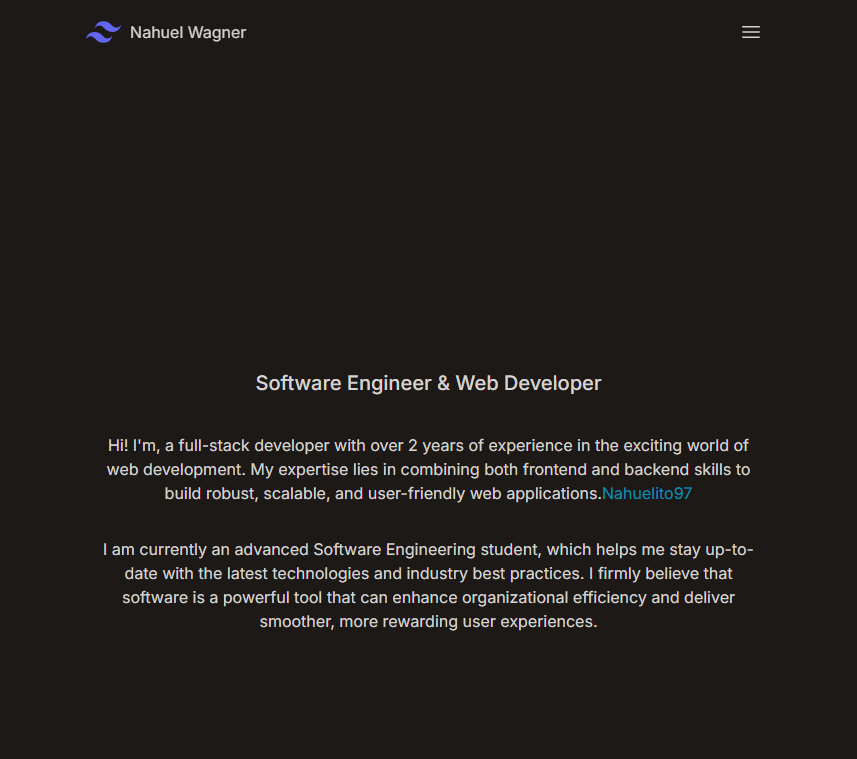 Nahuel Wagner
Software Engineer & Web Developer
Hi! I'm, a full-stack developer with over 2 years of experience in the exciting world of
web development. My expertise lies in combining both frontend and backend skills to
build robust, scalable, and user-friendly web applications.Nahuelito97
I am currently an advanced Software Engineering student, which helps me stay up-to-
date with the latest technologies and industry best practices. I firmly believe that
software is a powerful tool that can enhance organizational efficiency and deliver
smoother, more rewarding user experiences.